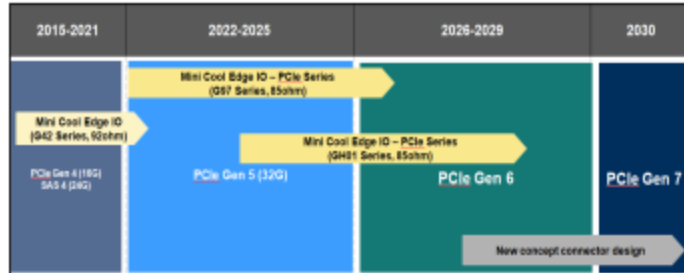 2015-2021
2022-2025
2026-2029
2030
Mini Cool Edge IO – PCIe Series
(G97 Series, 85ohm)
Mini Cool Edge IO
(G42 Series, 92ohm)
Mini Cool Edge IO – PCIe Series
(GH01 Series, 85ohm)
PCIe Gen 4 (16G)
SAS 4 (24G)
PCIe Gen 5 (32G)
PCIe Gen 6
PCIe Gen 7
New concept connector design